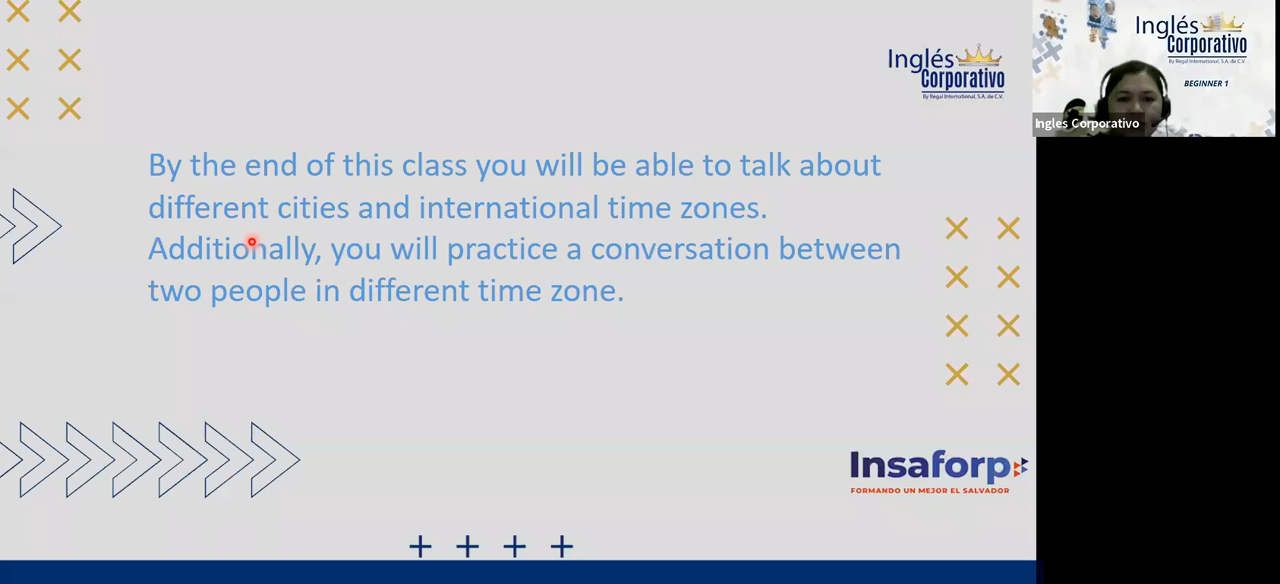 Inglés
Corporativo
By Regal International, S.A. de C.V.
By the end of this class you will be able to talk about
different cities and international time zones.
Additionally, you will practice a conversation between
two people in different time zone.
Insaforp
FORMANDO UN MEJOR EL SALVADOR
Inglés
Corporativo
By Regal International, S.A. de C.V.
BEGINNER 1
Ingles Corporativo